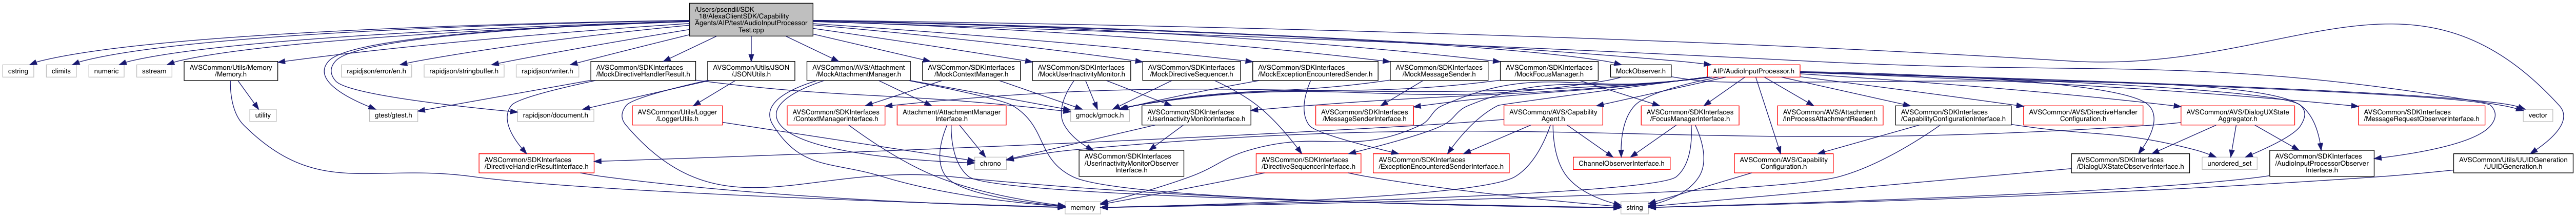 /Users/psendil/SDK
_18/AlexaClientSDK/Capability
Agents/AIP/test/AudioInputProcessor
Test.cpp
cstring
climits
numeric
sstream
AVSCommon/Utils/Memory
/Memory.h
rapidjson/error/en.h
rapidjson/stringbuffer.h
rapidjson/writer.h
AVSCommon/SDKInterfaces
/MockDirectiveHandlerResult.h
AVSCommon/Utils/JSON
/JSONUtils.h
AVSCommon/AVS/Attachment
/MockAttachmentManager.h
AVSCommon/SDKInterfaces
/MockContextManager.h
AVSCommon/SDKInterfaces
/MockUserInactivityMonitor.h
AVSCommon/SDKInterfaces
/MockDirectiveSequencer.h
AVSCommon/SDKInterfaces
/MockExceptionEncounteredSender.h
AVSCommon/SDKInterfaces
/MockMessageSender.h
AVSCommon/SDKInterfaces
/MockFocusManager.h
MockObserver.h
AIP/AudioInputProcessor.h
utility
gtest/gtest.h
rapidjson/document.h
AVSCommon/Utils/Logger
/LoggerUtils.h
AVSCommon/SDKInterfaces
/ContextManagerInterface.h
Attachment/AttachmentManager
Interface.h
gmock/gmock.h
AVSCommon/SDKInterfaces
/UserInactivityMonitorInterface.h
AVSCommon/SDKInterfaces
/MessageSenderInterface.h
AVSCommon/AVS/Capability
Agent.h
AVSCommon/SDKInterfaces
/FocusManagerInterface.h
AVSCommon/AVS/Attachment
/InProcessAttachmentReader.h
AVSCommon/SDKInterfaces
/CapabilityConfigurationInterface.h
AVSCommon/AVS/DirectiveHandler
Configuration.h
AVSCommon/AVS/DialogUXState
Aggregator.h
AVSCommon/SDKInterfaces
/MessageRequestObserverInterface.h
vector
AVSCommon/SDKInterfaces
/DirectiveHandlerResultInterface.h
chrono
AVSCommon/SDKInterfaces
/UserInactivityMonitorObserver
Interface.h
AVSCommon/SDKInterfaces
/DirectiveSequencerInterface.h
AVSCommon/SDKInterfaces
/ExceptionEncounteredSenderInterface.h
ChannelObserverInterface.h
AVSCommon/AVS/Capability
Configuration.h
AVSCommon/SDKInterfaces
/DialogUXStateObserverInterface.h
unordered_set
AVSCommon/SDKInterfaces
/AudioInputProcessorObserver
Interface.h
AVSCommon/Utils/UUIDGeneration
/UUIDGeneration.h
memory
string